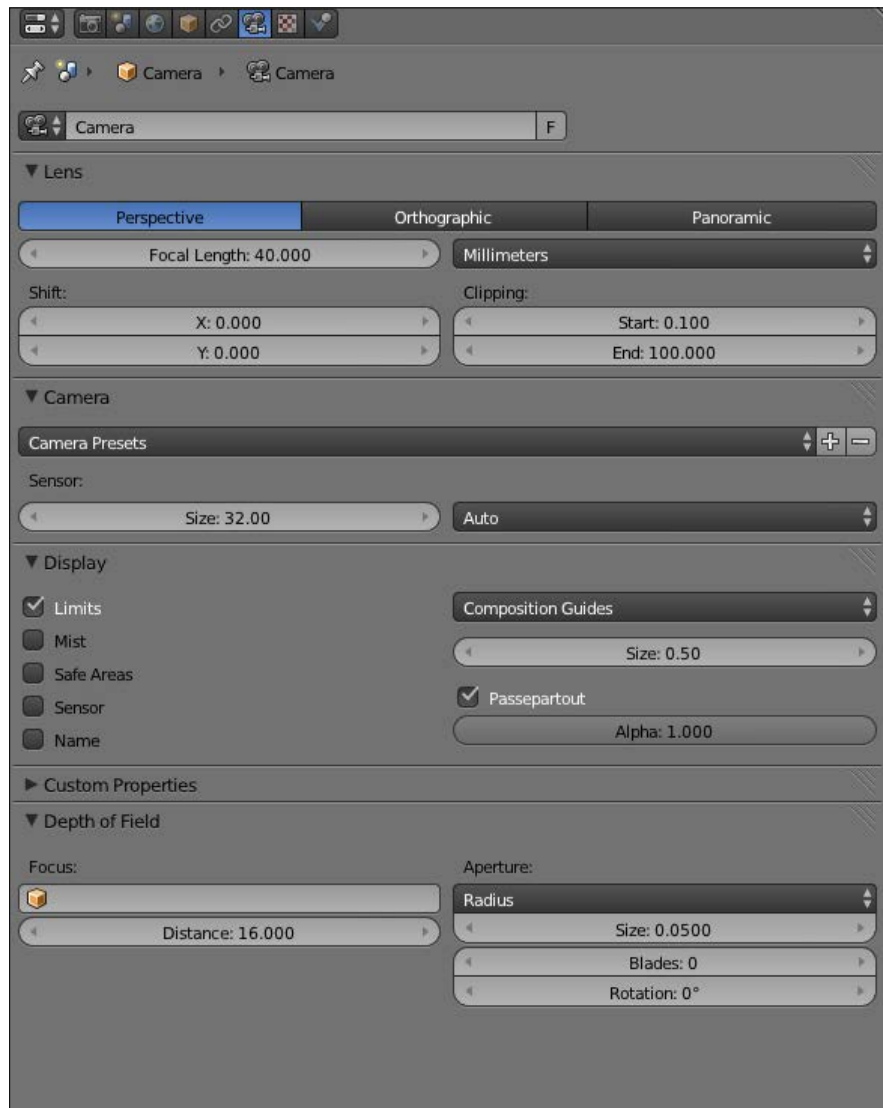 Camera Camera
Camera F
Lens
Perspective Orthographic Panoramic
Focal Length: 40.000 Millimeters
Shift: Clipping:
X: 0.000 Start: 0.100
Y: 0.000 End: 100.000
Camera
Camera Presets
Sensor:
Size: 32.00 Auto
Display
Limits Composition Guides
Mist
Size: 0.50
Safe Areas
Sensor Passepartout
Name Alpha: 1.000
Custom Properties
Depth of Field
Focus: Aperture:
Radius
Distance: 16.000 Size: 0.0500
Blades: 0
Rotation: 0°